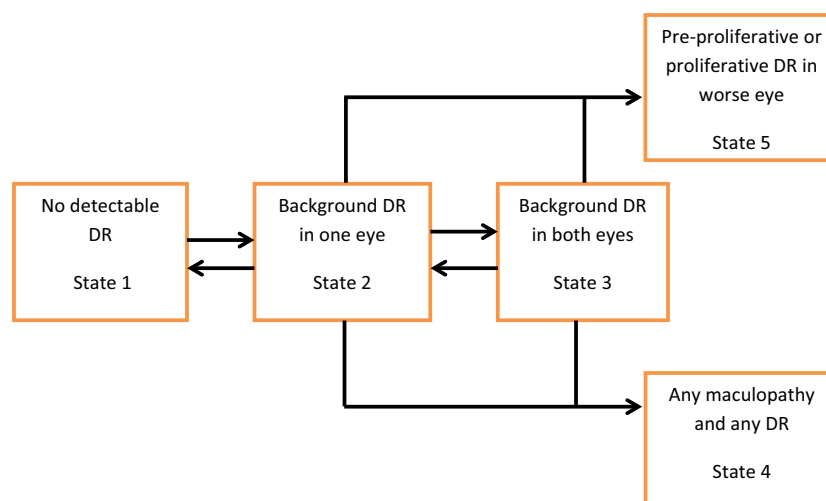 Pre-proliferative or
proliferative DR in
worse eye
State 5
No detectable
DR
State 1
Background DR
in one eye
State 2
Background DR
in both eyes
State 3
Any maculopathy
and any DR
State 4